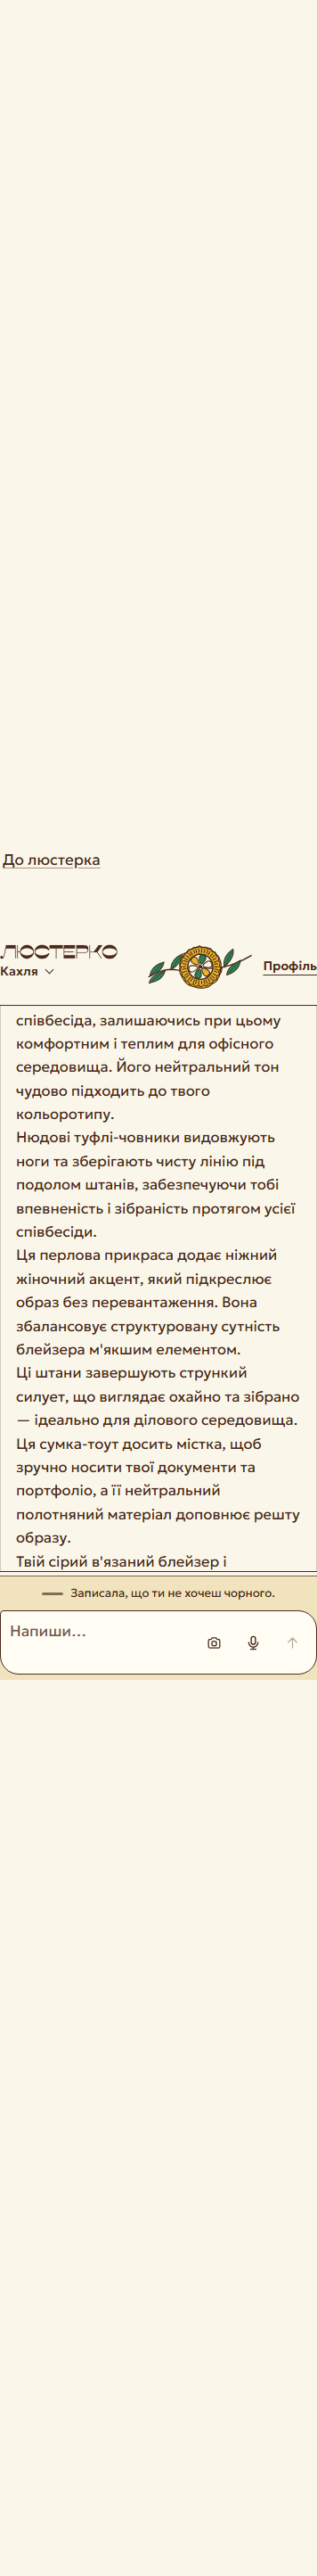 До люстерка
ЛЮСТЕРКО
Кахля
Профіль
співбесіда, залишаючись при цьому
комфортним і теплим для офісного
середовища. Його нейтральний тон
чудово підходить до твого
кольоротипу.
Нюдові туфлі-човники видовжують
ноги та зберігають чисту лінію під
подолом штанів, забезпечуючи тобі
впевненість і зібраність протягом усієї
співбесіди.
Ця перлова прикраса додає ніжний
жіночний акцент, який підкреслює
образ без перевантаження. Вона
збалансовує структуровану сутність
блейзера м'якшим елементом.
Ці штани завершують стрункий
силует, що виглядає охайно та зібрано
— ідеально для ділового середовища.
Ця сумка-тоут досить містка, щоб
зручно носити твої документи та
портфоліо, а її нейтральний
полотняний матеріал доповнює решту
образу.
Твій сірий в'язаний блейзер і
Записала, що ти не хочеш чорного.
Напиши...